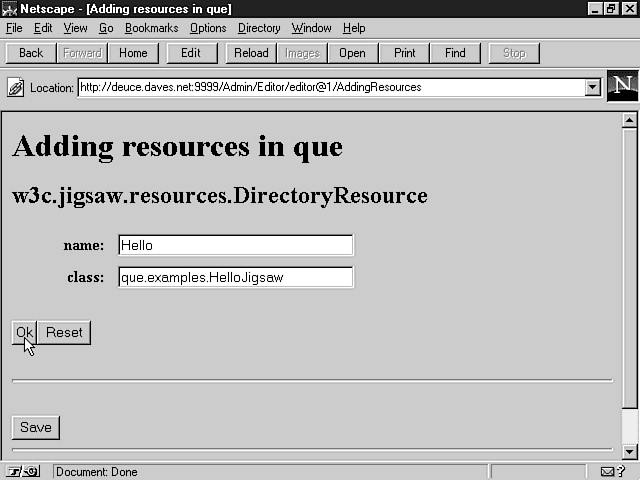 Netscape - [Adding resources in que]
File Edit View Go Bookmarks Options Directory Window Help
Back Forward Home Edit Reload Images Open Print Find Stop
Location: http://deuce.daves.net:9999/Admin/Editor/editor@1/AddingResources
N
Adding resources in que
w3c.jigsaw.resources.DirectoryResource
name: Hello
class: que.examples.HelloJigsaw
Ok Reset
Save
Document: Done
?